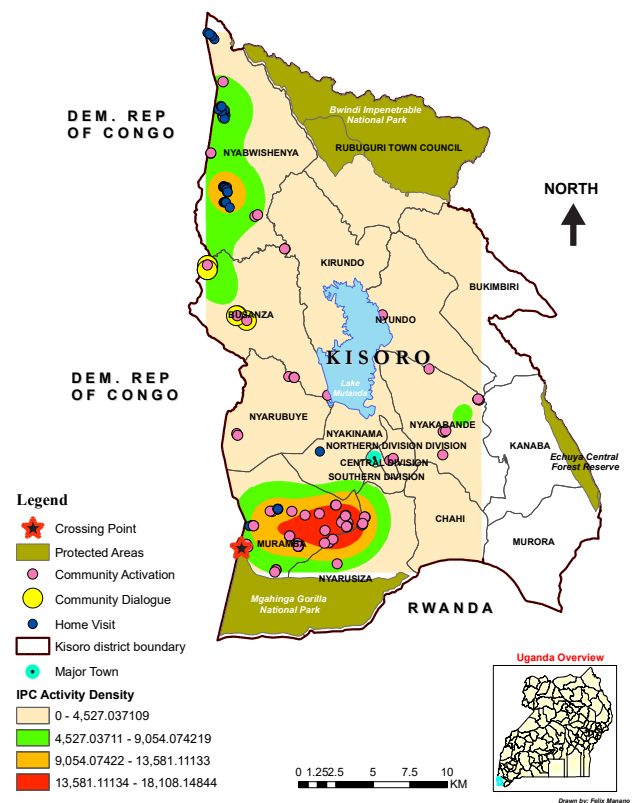 DEM. REP
OF CONGO
Bwindi Impenetrable
National Park
RUBUGURI TOWN COUNCIL
NYABWISHENYA
NORTH
KIRUNDO
BUKIMBIRI
BUSANZA
NYUNDO
KISORO
DEM. REP
OF CONGO
Lake
Mutanda
NYARUBUYE
NYAKABANDE
NYAKINAMA
NORTHERN DIVISION DIVISION
KANABA
CENTRAL DIVISION
Echuya Central
Forest Reserve
SOUTHERN DIVISION
CHAHI
MURORA
MURAMBA
NYARUSIZA
Mgahinga Gorilla
National Park
RWANDA
Legend
Crossing Point
Protected Areas
Community Activation
Community Dialogue
Home Visit
Kisoro district boundary
Major Town
IPC Activity Density
0 - 4,527.037109
4,527.03711 - 9,054.074219
9,054.07422 - 13,581.11133
13,581.11134 - 18,108.14844
0 1.25 2.5 5 7.5 10
KM
Uganda Overview
Drawn by: Felix Manano